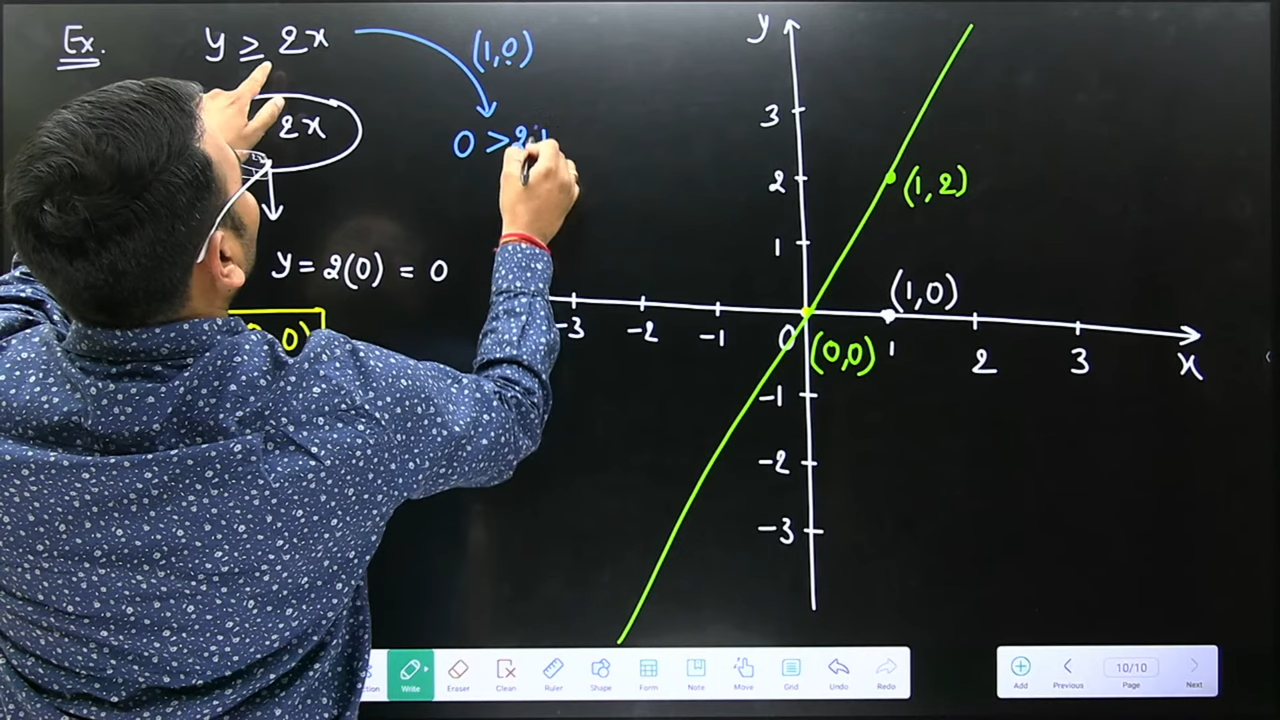 Ex.
y ≥ 2x
(1,0)
2x
0 > 2
y = 2(0) = 0
0)
y
3
2
1
(1,2)
(1,0)
-3 -2 -1 0 (0,0) 1 2 3 x
-1
-2
-3
Write
Eraser
Clean
Ruler
Shape
Form
Note
Move
Grid
Undo
Redo
Add
Previous
10/10
Page
Next